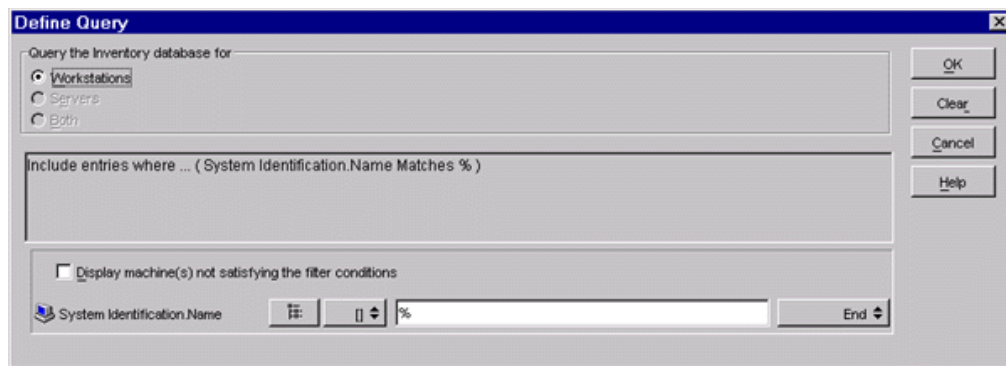 Define Query
Query the Inventory database for
Workstations
Servers
Both
OK
Clear
Cancel
Help
Include entries where ... ( System Identification.Name Matches % )
Display machine(s) not satisfying the filter conditions
System Identification.Name [] % End